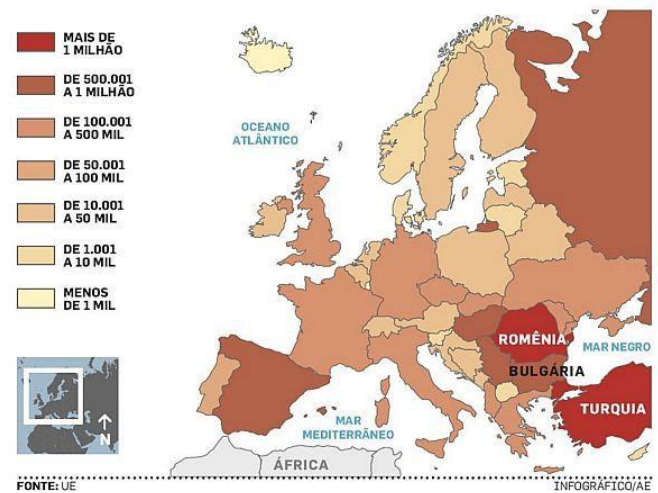 MAIS DE
1 MILHÃO
DE 500.001
A 1 MILHÃO
DE 100.001
A 500 MIL
DE 50.001
A 100 MIL
DE 10.001
A 50 MIL
DE 1.001
A 10 MIL
MENOS
DE 1 MIL
OCEANO
ATLÂNTICO
ROMÊNIA
MAR NEGRO
BULGÁRIA
TURQUIA
MAR
MEDITERRÂNEO
ÁFRICA
N
FONTE: UE
INFOGRÁFICO/AE